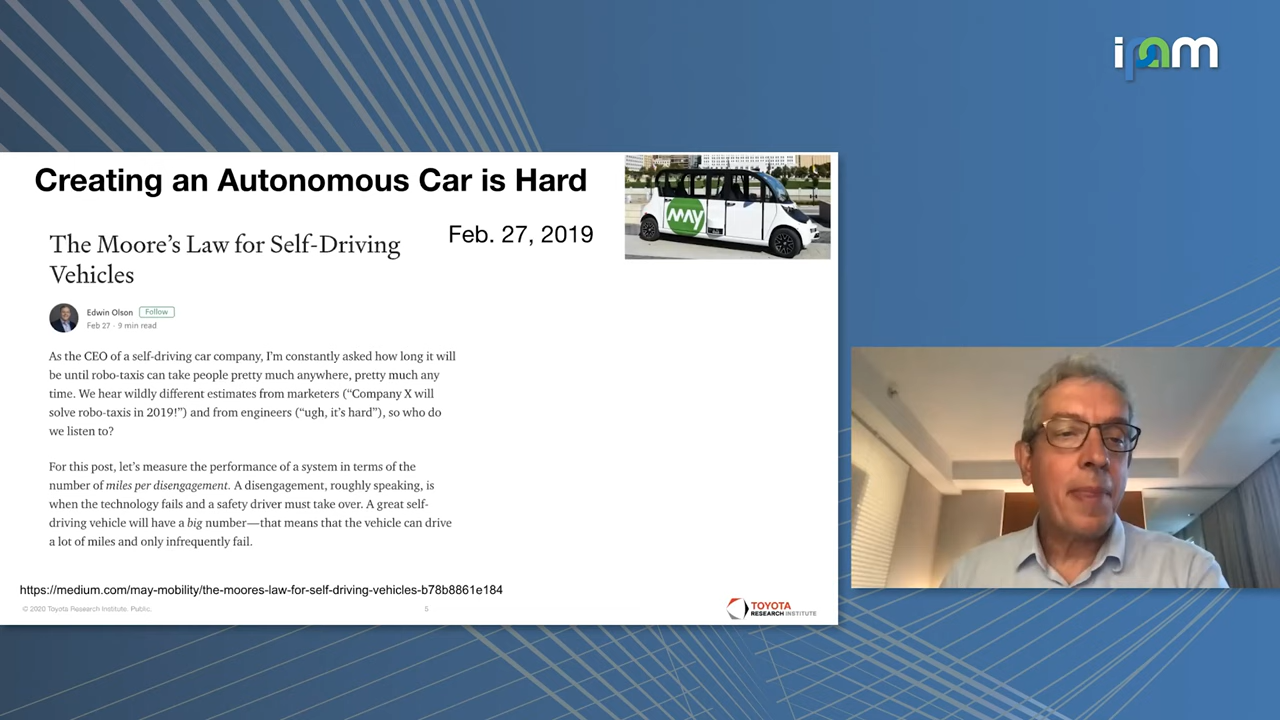 ipam
Creating an Autonomous Car is Hard
The Moore’s Law for Self-Driving
Vehicles
Feb. 27, 2019
MAY
Edwin Olson Follow
Feb 27 · 9 min read
As the CEO of a self-driving car company, I’m constantly asked how long it will
be until robo-taxis can take people pretty much anywhere, pretty much any
time. We hear wildly different estimates from marketers (“Company X will
solve robo-taxis in 2019!”) and from engineers (“ugh, it’s hard”), so who do
we listen to?
For this post, let’s measure the performance of a system in terms of the
number of miles per disengagement. A disengagement, roughly speaking, is
when the technology fails and a safety driver must take over. A great self-
driving vehicle will have a big number—that means that the vehicle can drive
a lot of miles and only infrequently fail.
https://medium.com/may-mobility/the-moores-law-for-self-driving-vehicles-b78b8861e184
© 2020 Toyota Research Institute. Public.
5
TOYOTA
RESEARCH INSTITUTE